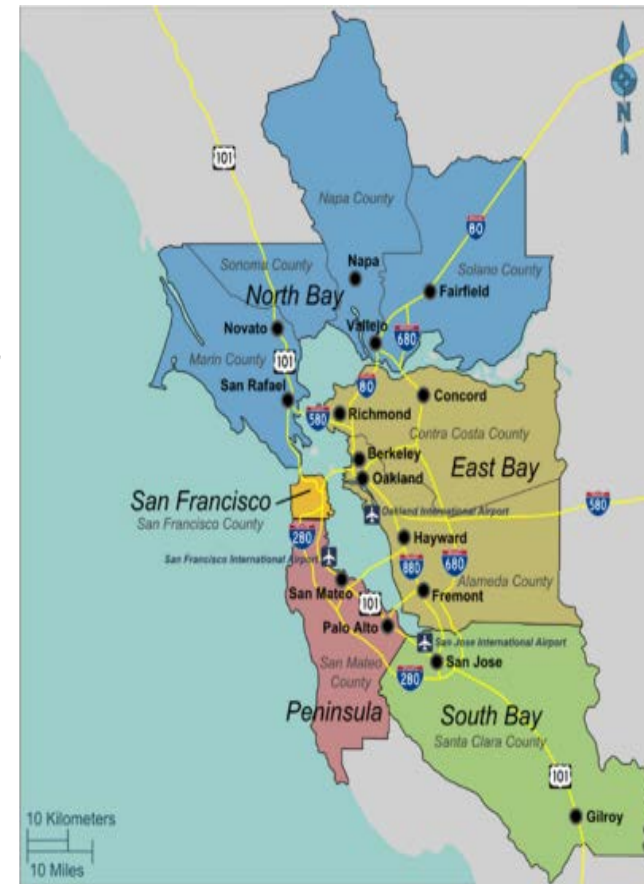 N
101
Napa County
80
Sonoma County
Napa
Solano County
North Bay
Fairfield
Novato
Vallejo
680
Marin County
101
80
San Rafael
Concord
580
Richmond
Contra Costa County
Berkeley
East Bay
Oakland
San Francisco
580
Oakland International Airport
San Francisco County
280
Hayward
San Francisco International Airport
880
680
San Mateo
Alameda County
101
Fremont
Palo Alto
San Jose International Airport
San Mateo
County
San Jose
280
Peninsula
South Bay
Santa Clara County
101
Gilroy
10 Kilometers
10 Miles